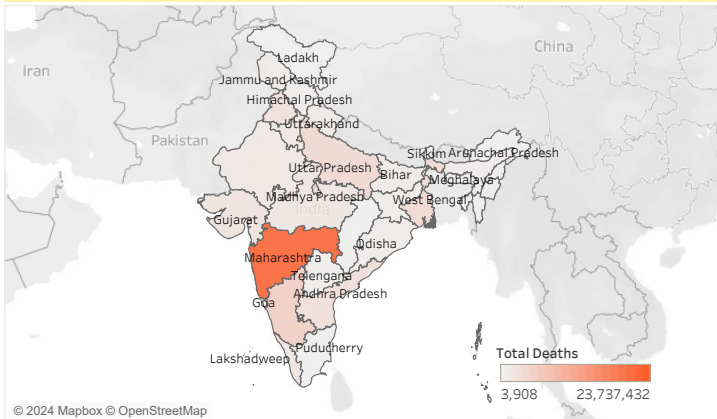 China
Iran
Ladakh
Jammu and Kashmir
Himachal Pradesh
Uttarakhand
Pakistan
Sikkim Arunachal Pradesh
Uttar Pradesh
Bihar
Meghalaya
Madhya Pradesh
West Bengal
India
Gujarat
Odisha
Maharashtra
Telengana
Andhra Pradesh
Goa
Puducherry
Lakshadweep
Total Deaths
3,908 23,737,432
© 2024 Mapbox © OpenStreetMap